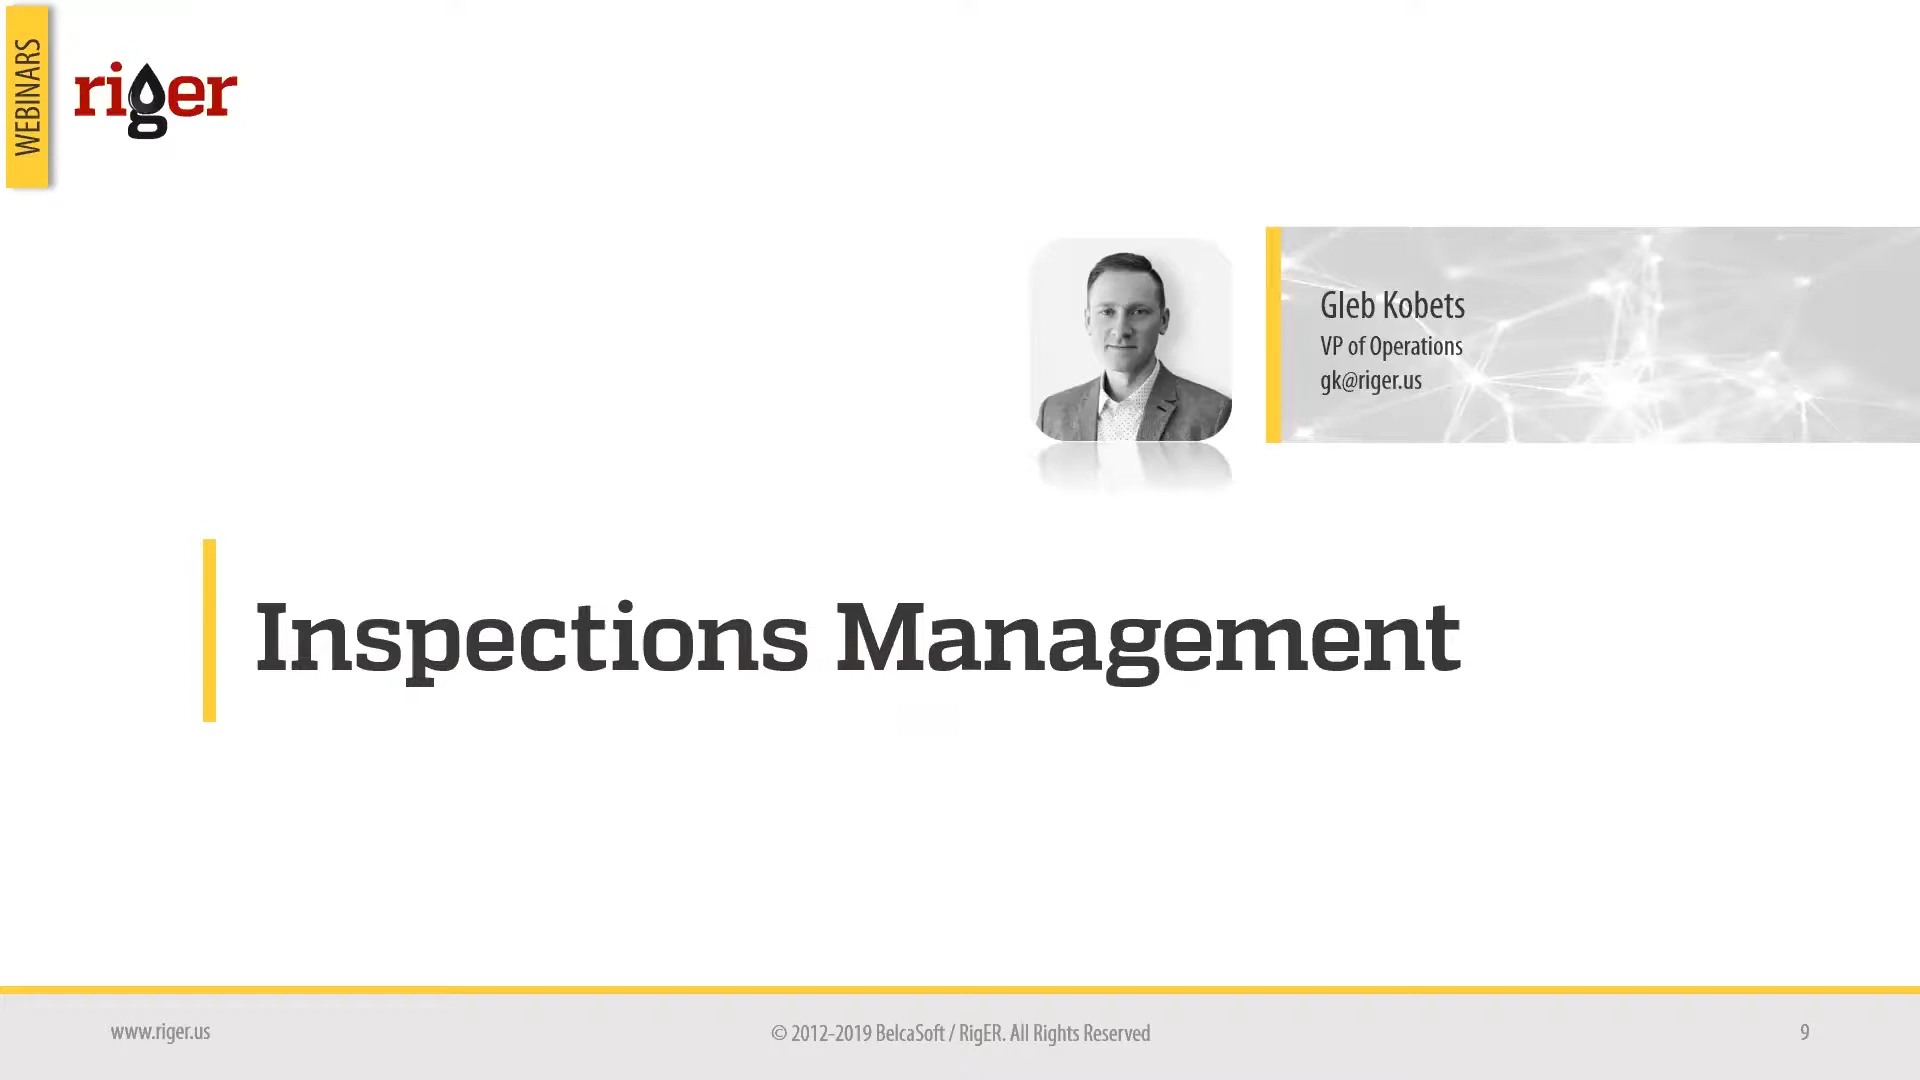 WEBINARS
riger
Gleb Kobets
VP of Operations
gk@riger.us
Inspections Management
www.riger.us
© 2012-2019 BelcaSoft / RigER. All Rights Reserved
9